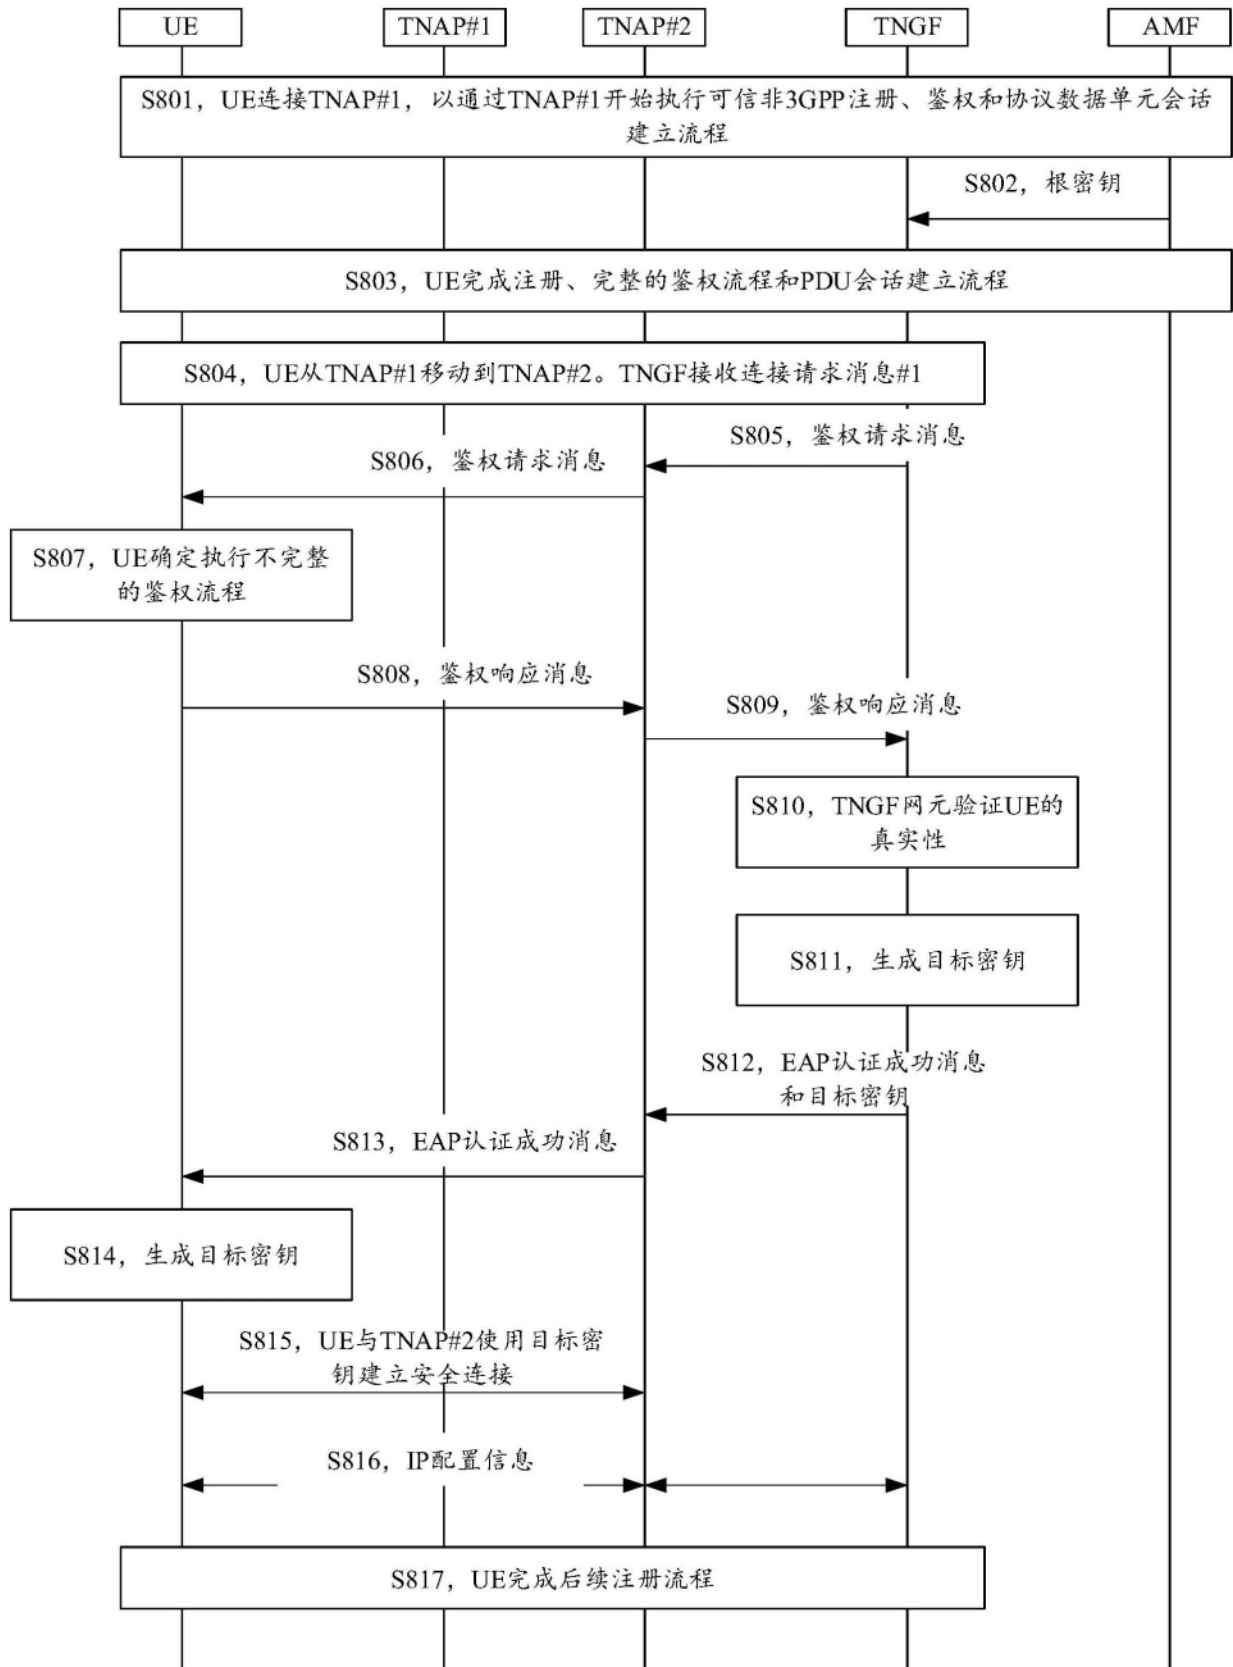 UE
TNAP#1
TNAP#2
TNGF
AMF
S801，UE连接TNAP#1，以通过TNAP#1开始执行可信非3GPP注册、鉴权和协议数据单元会话
建立流程
S802，根密钥
S803，UE完成注册、完整的鉴权流程和PDU会话建立流程
S804，UE从TNAP#1移动到TNAP#2。TNGF接收连接请求消息#1
S805，鉴权请求消息
S806，鉴权请求消息
S807，UE确定执行不完整
的鉴权流程
S808，鉴权响应消息
S809，鉴权响应消息
S810，TNGF网元验证UE的
真实性
S811，生成目标密钥
S812，EAP认证成功消息
和目标密钥
S813，EAP认证成功消息
S814，生成目标密钥
S815，UE与TNAP#2使用目标密
钥建立安全连接
S816，IP配置信息
S817，UE完成后续注册流程